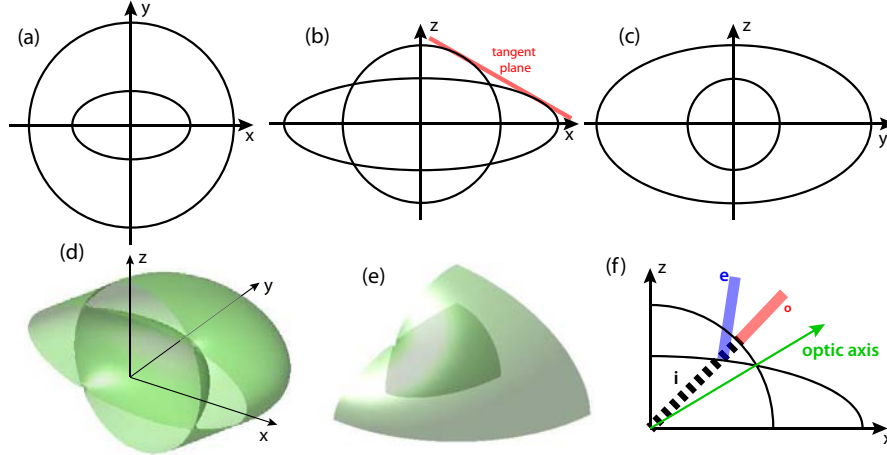 (a)
y
x
(b)
z
tangent
plane
x
(c)
z
y
(d)
z
y
x
(e)
(f)
z
e
o
optic axis
i
x